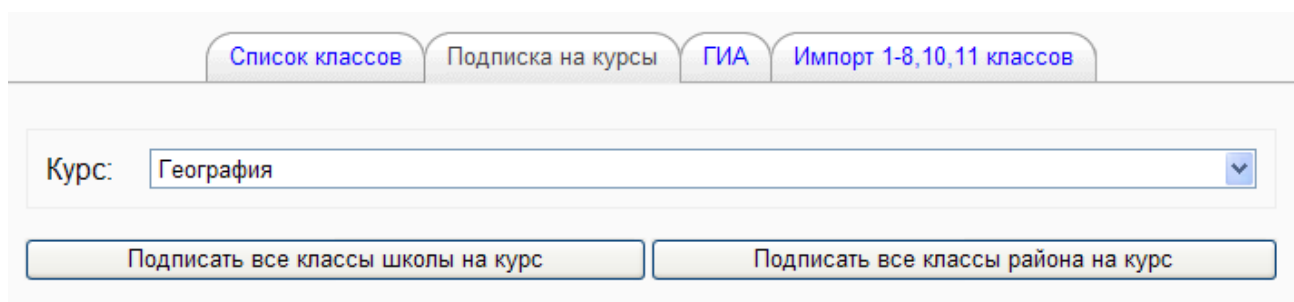 Список классов Подписка на курсы ГИА Импорт 1-8,10,11 классов
Курс: География
Подписать все классы школы на курс Подписать все классы района на курс